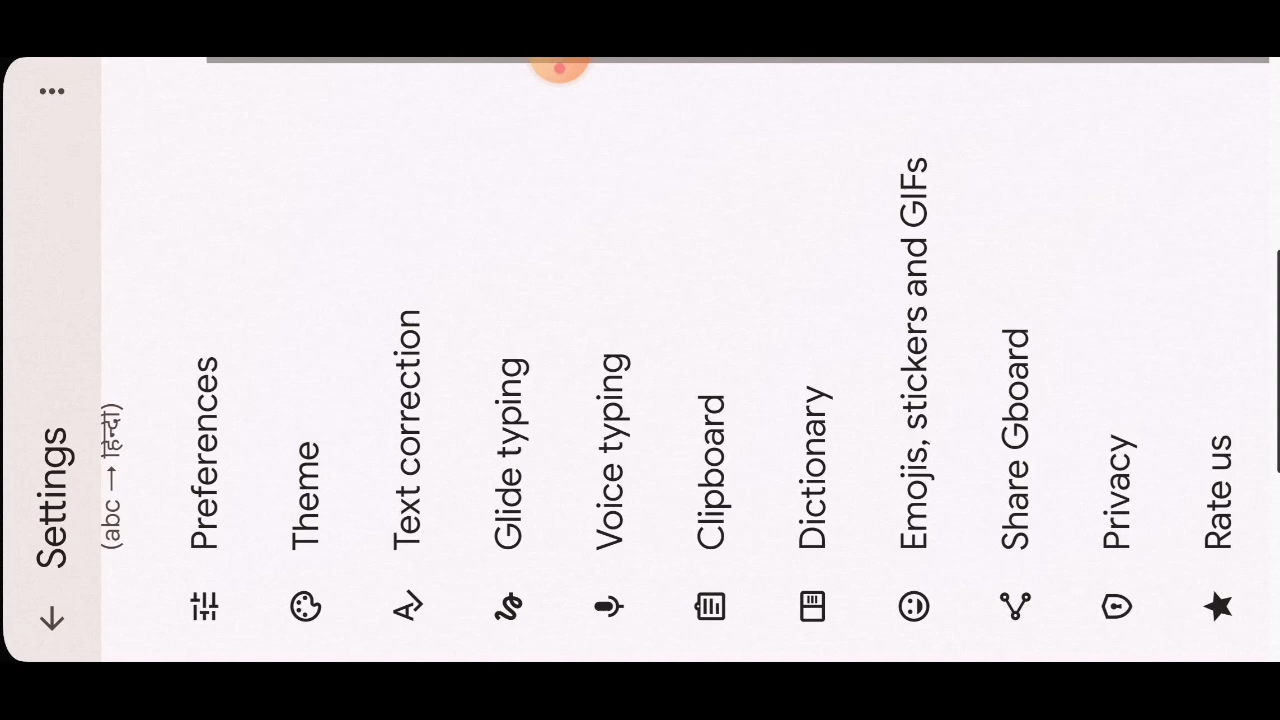 Settings
(abc → हिन्दी)
Preferences
Theme
Text correction
Glide typing
Voice typing
Clipboard
Dictionary
Emojis, stickers and GIFs
Share Gboard
Privacy
Rate us